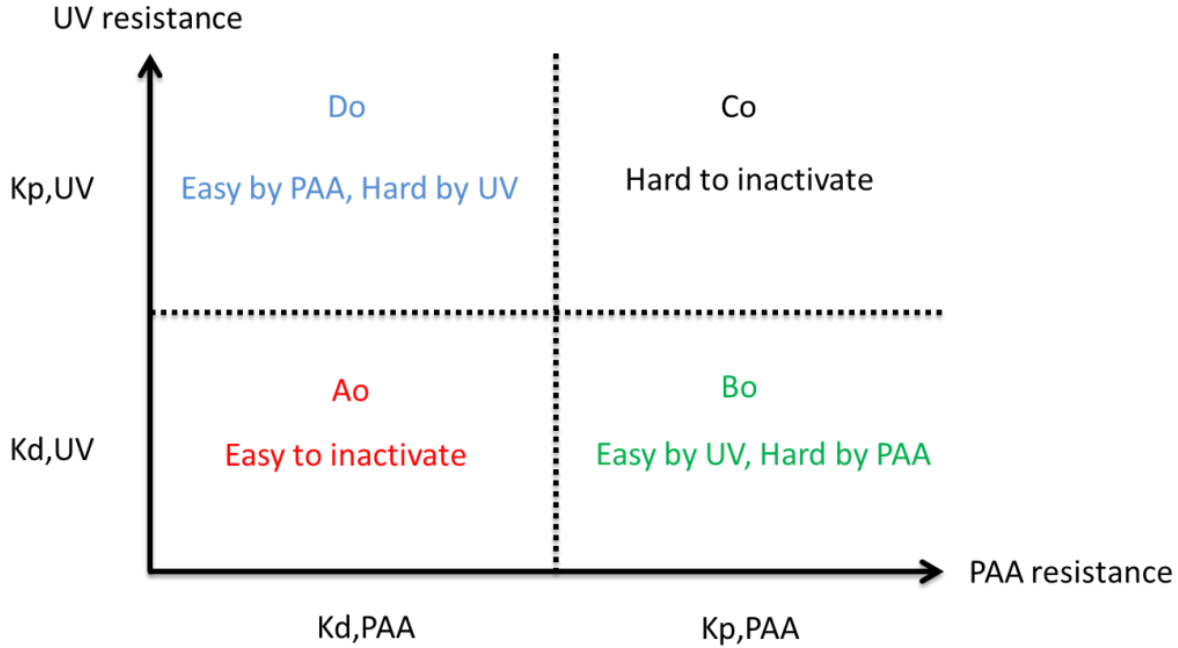 UV resistance
Do
Co
Kp,UV
Easy by PAA, Hard by UV
Hard to inactivate
Ao
Bo
Kd,UV
Easy to inactivate
Easy by UV, Hard by PAA
PAA resistance
Kd,PAA
Kp,PAA